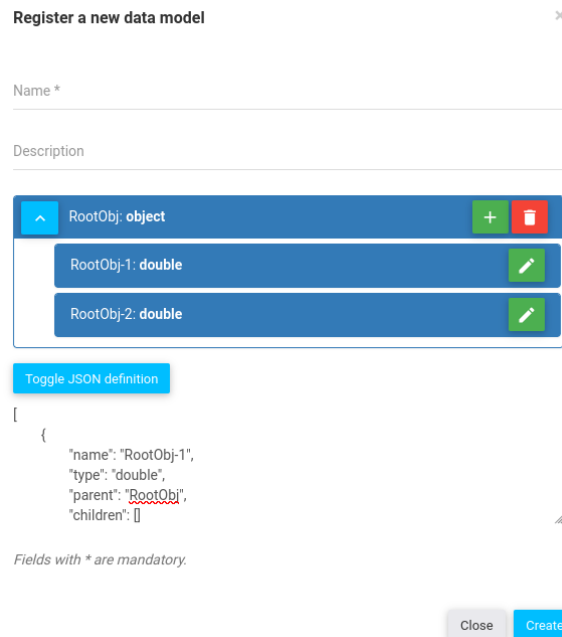 Register a new data model
×
Name *
Description
RootObj: object
+
RootObj-1: double
RootObj-2: double
Toggle JSON definition
[
{
"name": "RootObj-1",
"type": "double",
"parent": "RootObj",
"children": []
Fields with * are mandatory.
Close Create